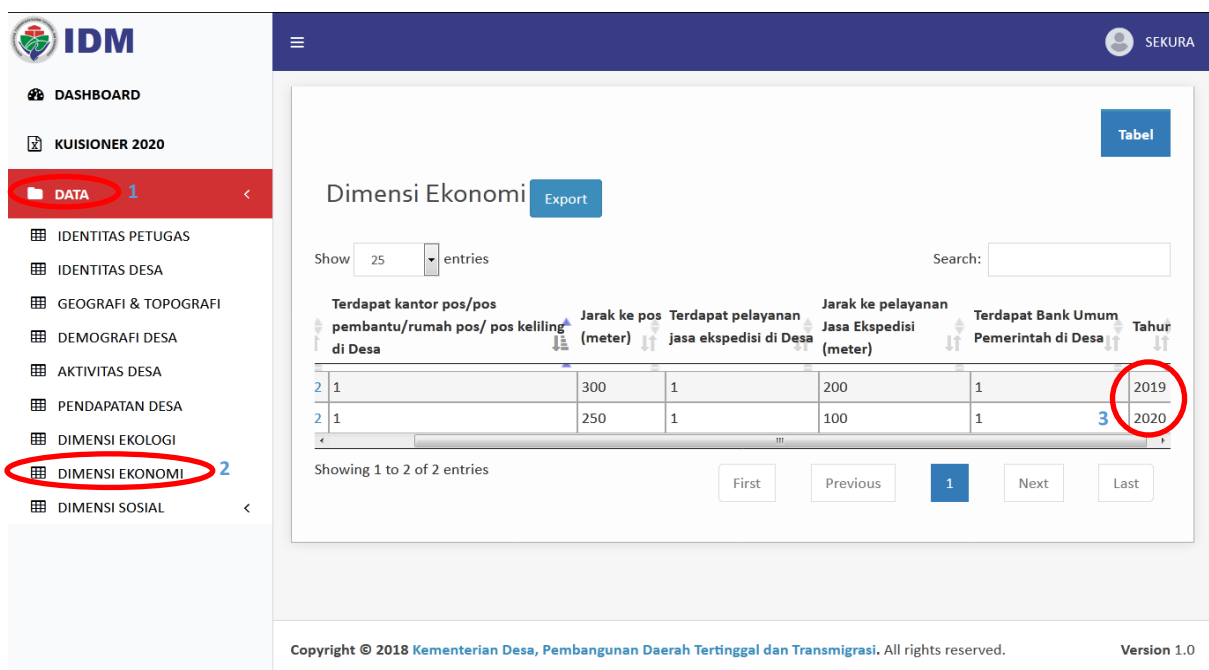 IDM
SEKURA
DASHBOARD
KUISIONER 2020
DATA 1
IDENTITAS PETUGAS
IDENTITAS DESA
GEOGRAFI & TOPOGRAFI
DEMOGRAFI DESA
AKTIVITAS DESA
PENDAPATAN DESA
DIMENSI EKOLOGI
DIMENSI EKONOMI 2
DIMENSI SOSIAL
Tabel
Dimensi Ekonomi Export
Show 25 entries Search:
Terdapat kantor pos/pos
pembantu/rumah pos/ pos keliling
di Desa
Jarak ke pos
(meter)
Terdapat pelayanan
jasa ekspedisi di Desa
Jarak ke pelayanan
Jasa Ekspedisi
(meter)
Terdapat Bank Umum
Pemerintah di Desa
Tahun
2 1 300 1 200 1 2019
2 1 250 1 100 1 3 2020
Showing 1 to 2 of 2 entries
First Previous 1 Next Last
Copyright © 2018 Kementerian Desa, Pembangunan Daerah Tertinggal dan Transmigrasi. All rights reserved. Version 1.0